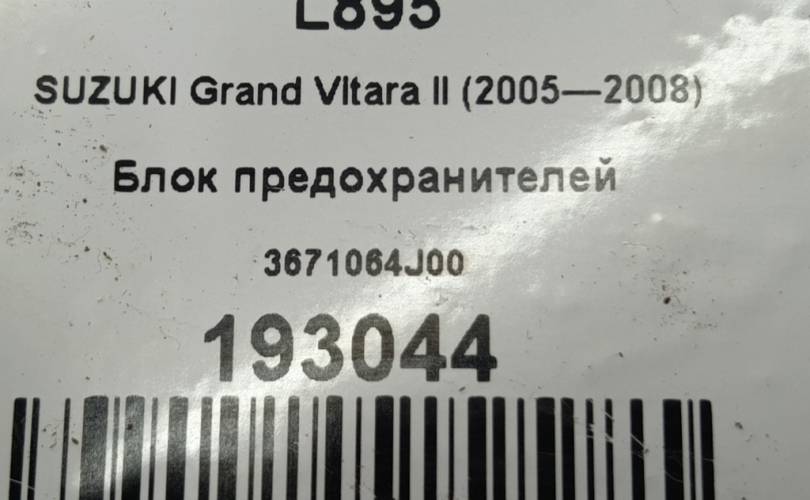 L895
SUZUKI Grand VItara II (2005—2008)
Блок предохранителей
3671064J00
193044